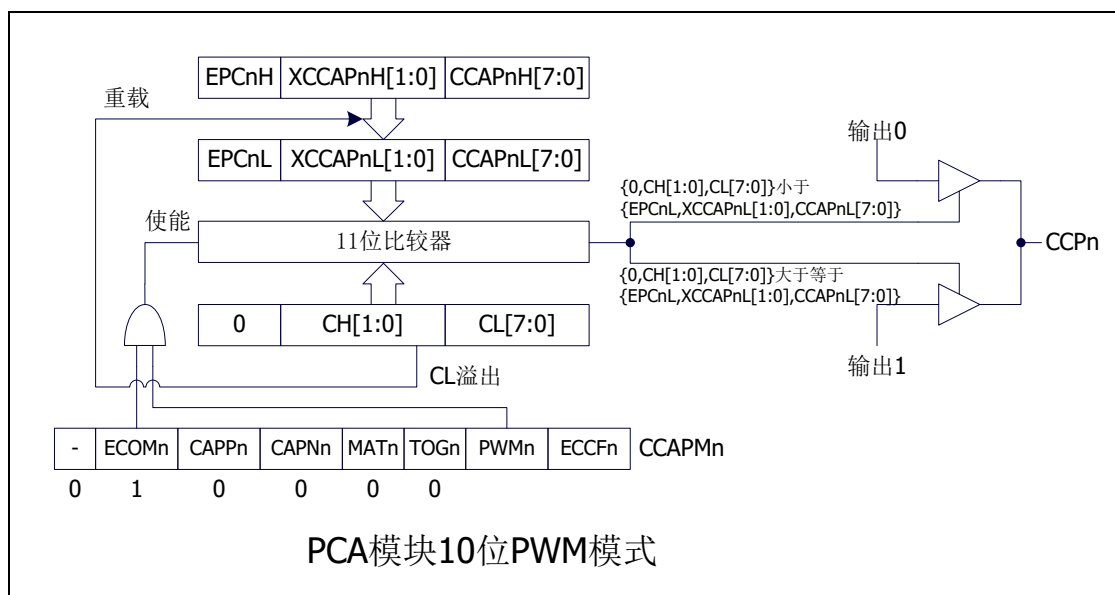 EPCnH XCCAPnH[1:0] CCAPnH[7:0]
重载
EPCnL XCCAPnL[1:0] CCAPnL[7:0]
输出0
{0,CH[1:0],CL[7:0]}小于
{EPCnL,XCCAPnL[1:0],CCAPnL[7:0]}
使能
11位比较器
CCPn
{0,CH[1:0],CL[7:0]}大于等于
{EPCnL,XCCAPnL[1:0],CCAPnL[7:0]}
0 CH[1:0] CL[7:0]
输出1
CL溢出
- ECOMn CAPPn CAPNn MATn TOGn PWMn ECCFn CCAPMn
0 1 0 0 0 0
PCA模块10位PWM模式